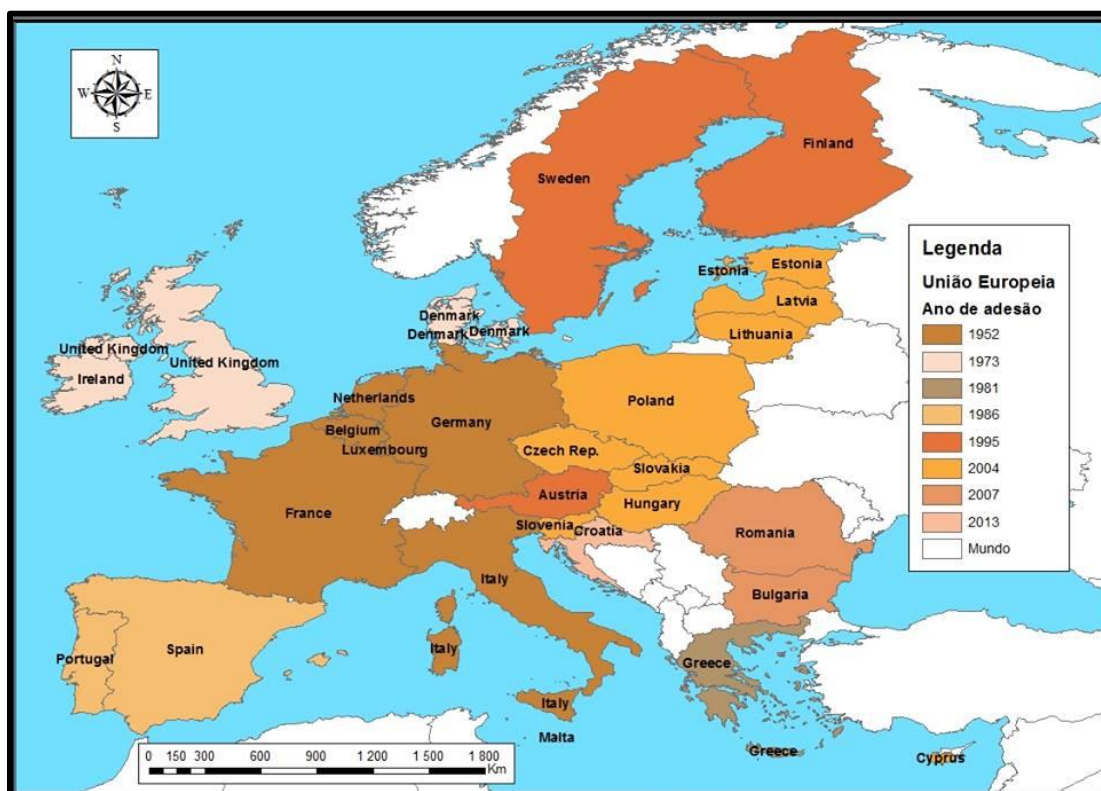 N
W E
S
Finland
Sweden
Estonia
Estonia
Latvia
Lithuania
Denmark
Denmark
Denmark
United Kingdom
United Kingdom
Ireland
Netherlands
Belgium
Luxembourg
Germany
Poland
Czech Rep.
Slovakia
Austria
Hungary
France
Slovenia
Croatia
Romania
Italy
Bulgaria
Portugal
Spain
Italy
Greece
Italy
Malta
Greece
Cyprus
Legenda
União Europeia
Ano de adesão
1952
1973
1981
1986
1995
2004
2007
2013
Mundo
0 150 300 600 900 1 200 1 500 1 800
Km